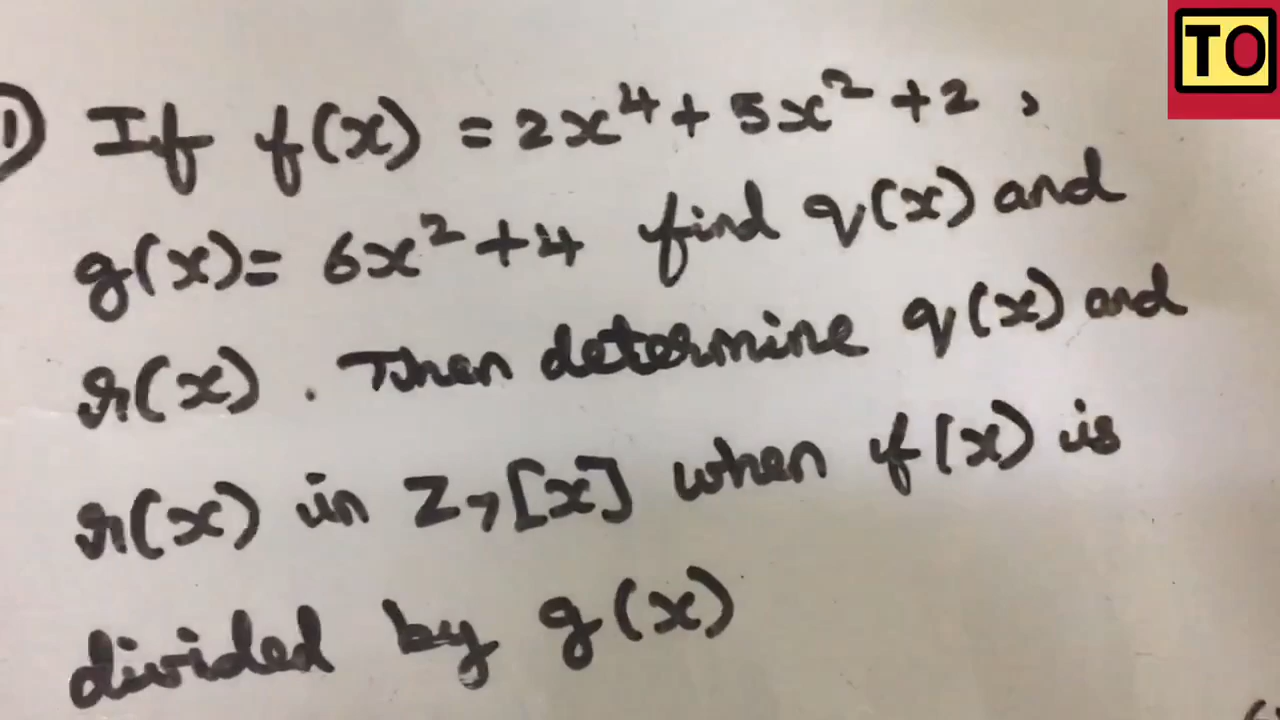 TO
1) If f(x) = 2x⁴ + 5x² + 2 ,
g(x) = 6x² + 4 find q(x) and
r(x) . Then determine q(x) and
r(x) in Z₇[x] when f(x) is
divided by g(x)